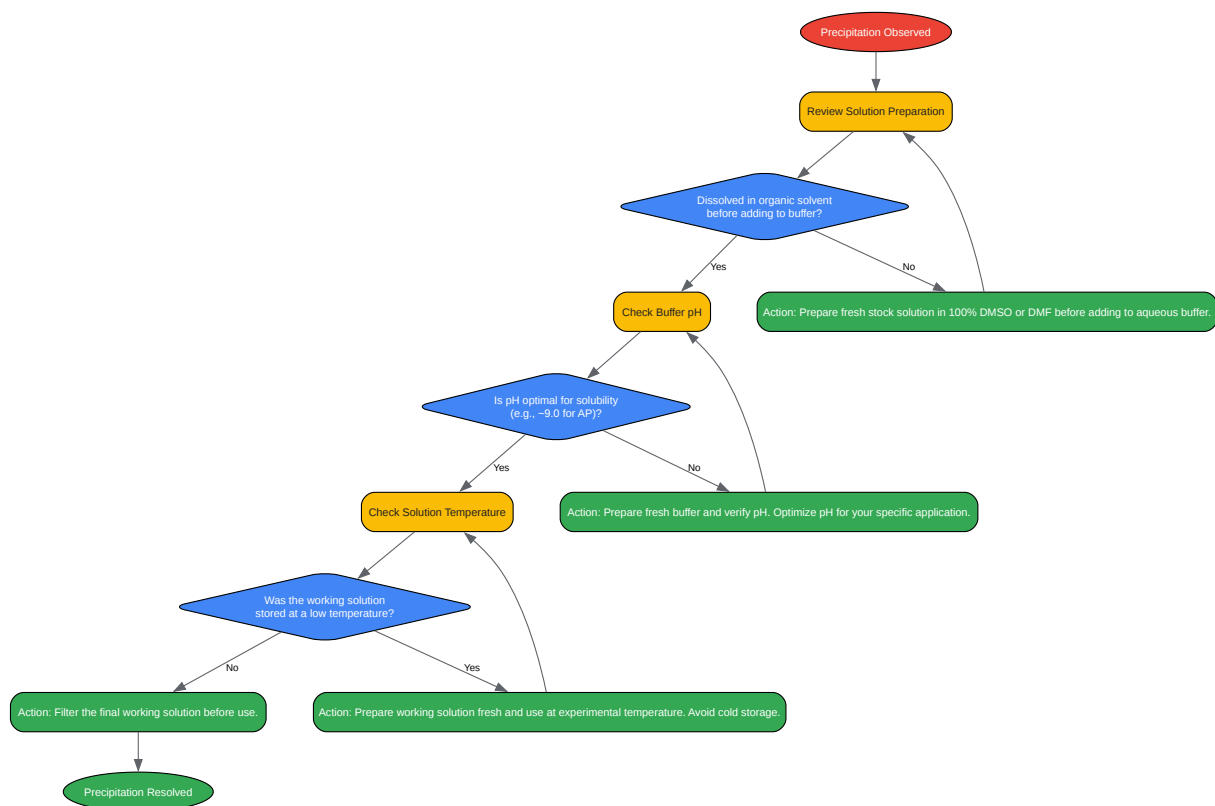 Precipitation Observed
Review Solution Preparation
Dissolved in organic solvent
before adding to buffer?
Yes
No
Check Buffer pH
Action: Prepare fresh stock solution in 100% DMSO or DMF before adding to aqueous buffer.
Is pH optimal for solubility
(e.g., ~9.0 for AP)?
Yes
No
Check Solution Temperature
Action: Prepare fresh buffer and verify pH. Optimize pH for your specific application.
Was the working solution
stored at a low temperature?
No
Yes
Action: Filter the final working solution before use.
Action: Prepare working solution fresh and use at experimental temperature. Avoid cold storage.
Precipitation Resolved